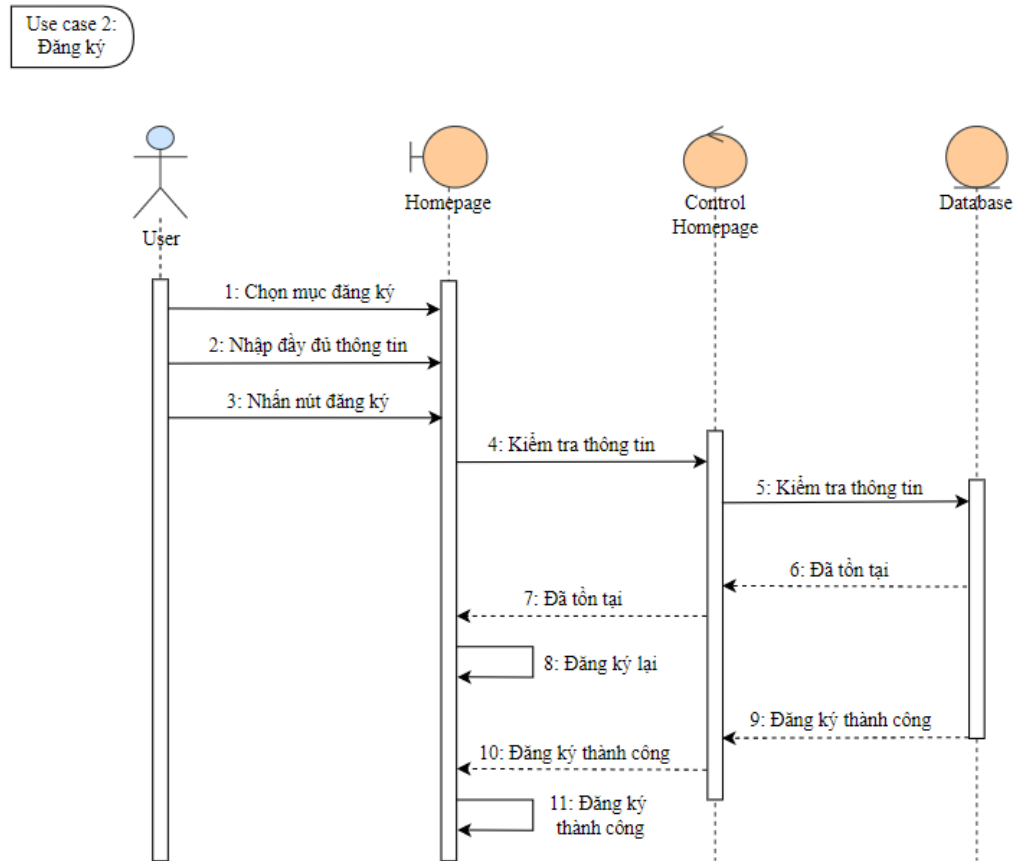 Use case 2:
Đăng ký
User
Homepage
Control
Homepage
Database
1: Chọn mục đăng ký
2: Nhập đầy đủ thông tin
3: Nhấn nút đăng ký
4: Kiểm tra thông tin
5: Kiểm tra thông tin
6: Đã tồn tại
7: Đã tồn tại
8: Đăng ký lại
9: Đăng ký thành công
10: Đăng ký thành công
11: Đăng ký
thành công